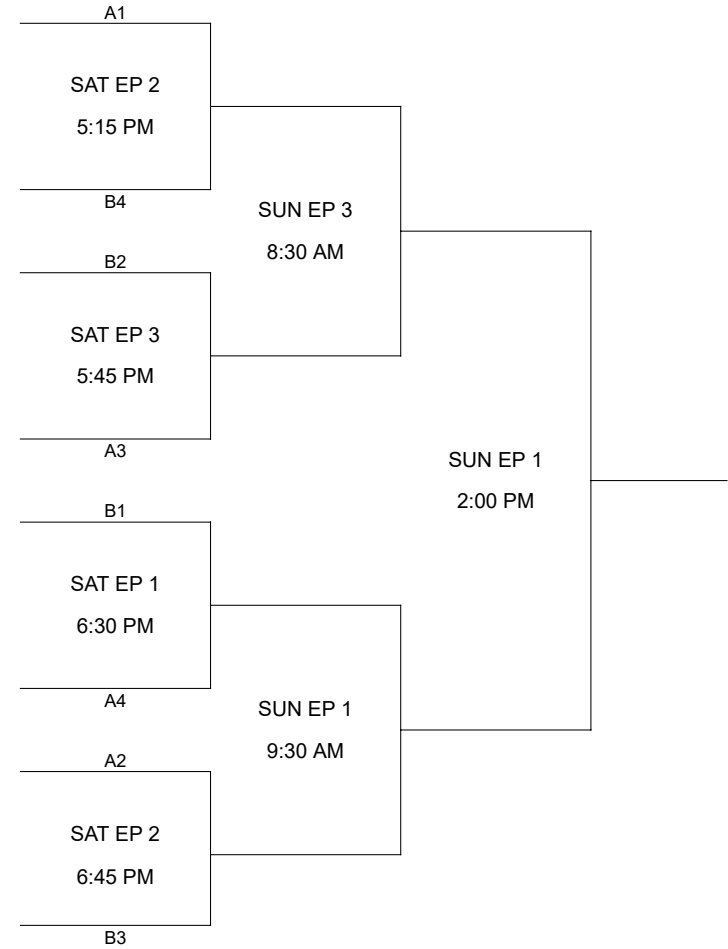 A1
SAT EP 2
5:15 PM
B4
SUN EP 3
8:30 AM
B2
SAT EP 3
5:45 PM
A3
SUN EP 1
2:00 PM
B1
SAT EP 1
6:30 PM
A4
SUN EP 1
9:30 AM
A2
SAT EP 2
6:45 PM
B3